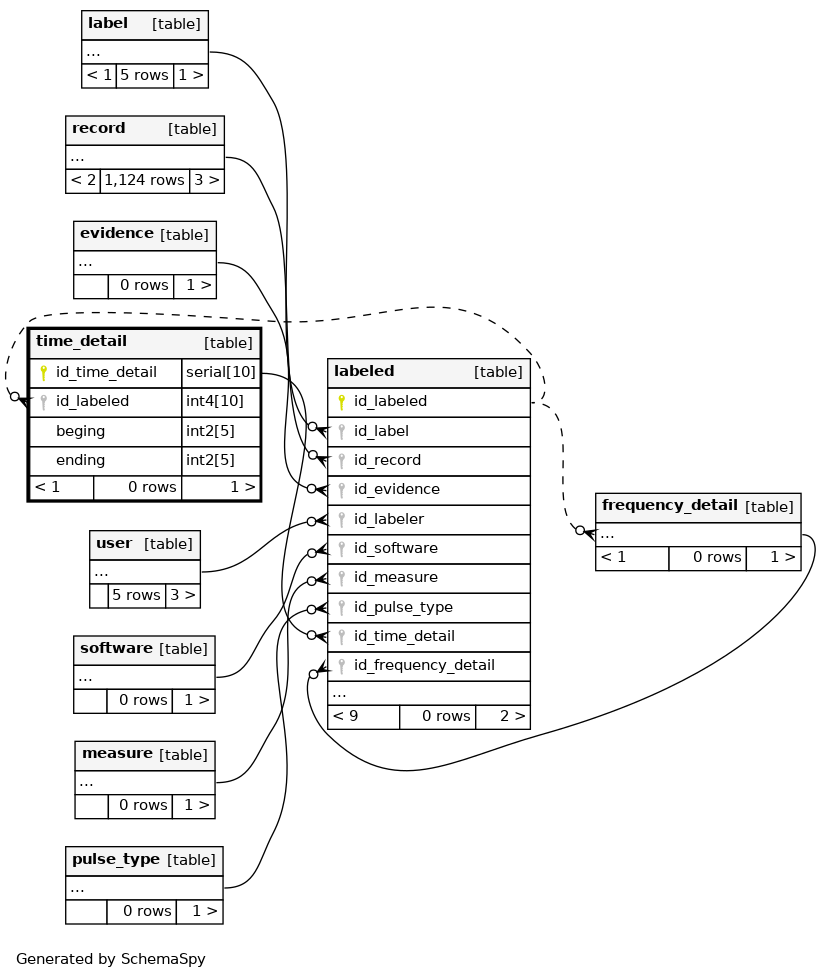 label [table]
...
< 1 5 rows 1 >
record [table]
...
< 2 1,124 rows 3 >
evidence [table]
...
0 rows 1 >
time_detail [table]
id_time_detail serial[10]
id_labeled int4[10]
beging int2[5]
ending int2[5]
< 1 0 rows 1 >
user [table]
...
5 rows 3 >
software [table]
...
0 rows 1 >
measure [table]
...
0 rows 1 >
pulse_type [table]
...
0 rows 1 >
labeled [table]
id_labeled
id_label
id_record
id_evidence
id_labeler
id_software
id_measure
id_pulse_type
id_time_detail
id_frequency_detail
...
< 9 0 rows 2 >
frequency_detail [table]
...
< 1 0 rows 1 >
Generated by SchemaSpy